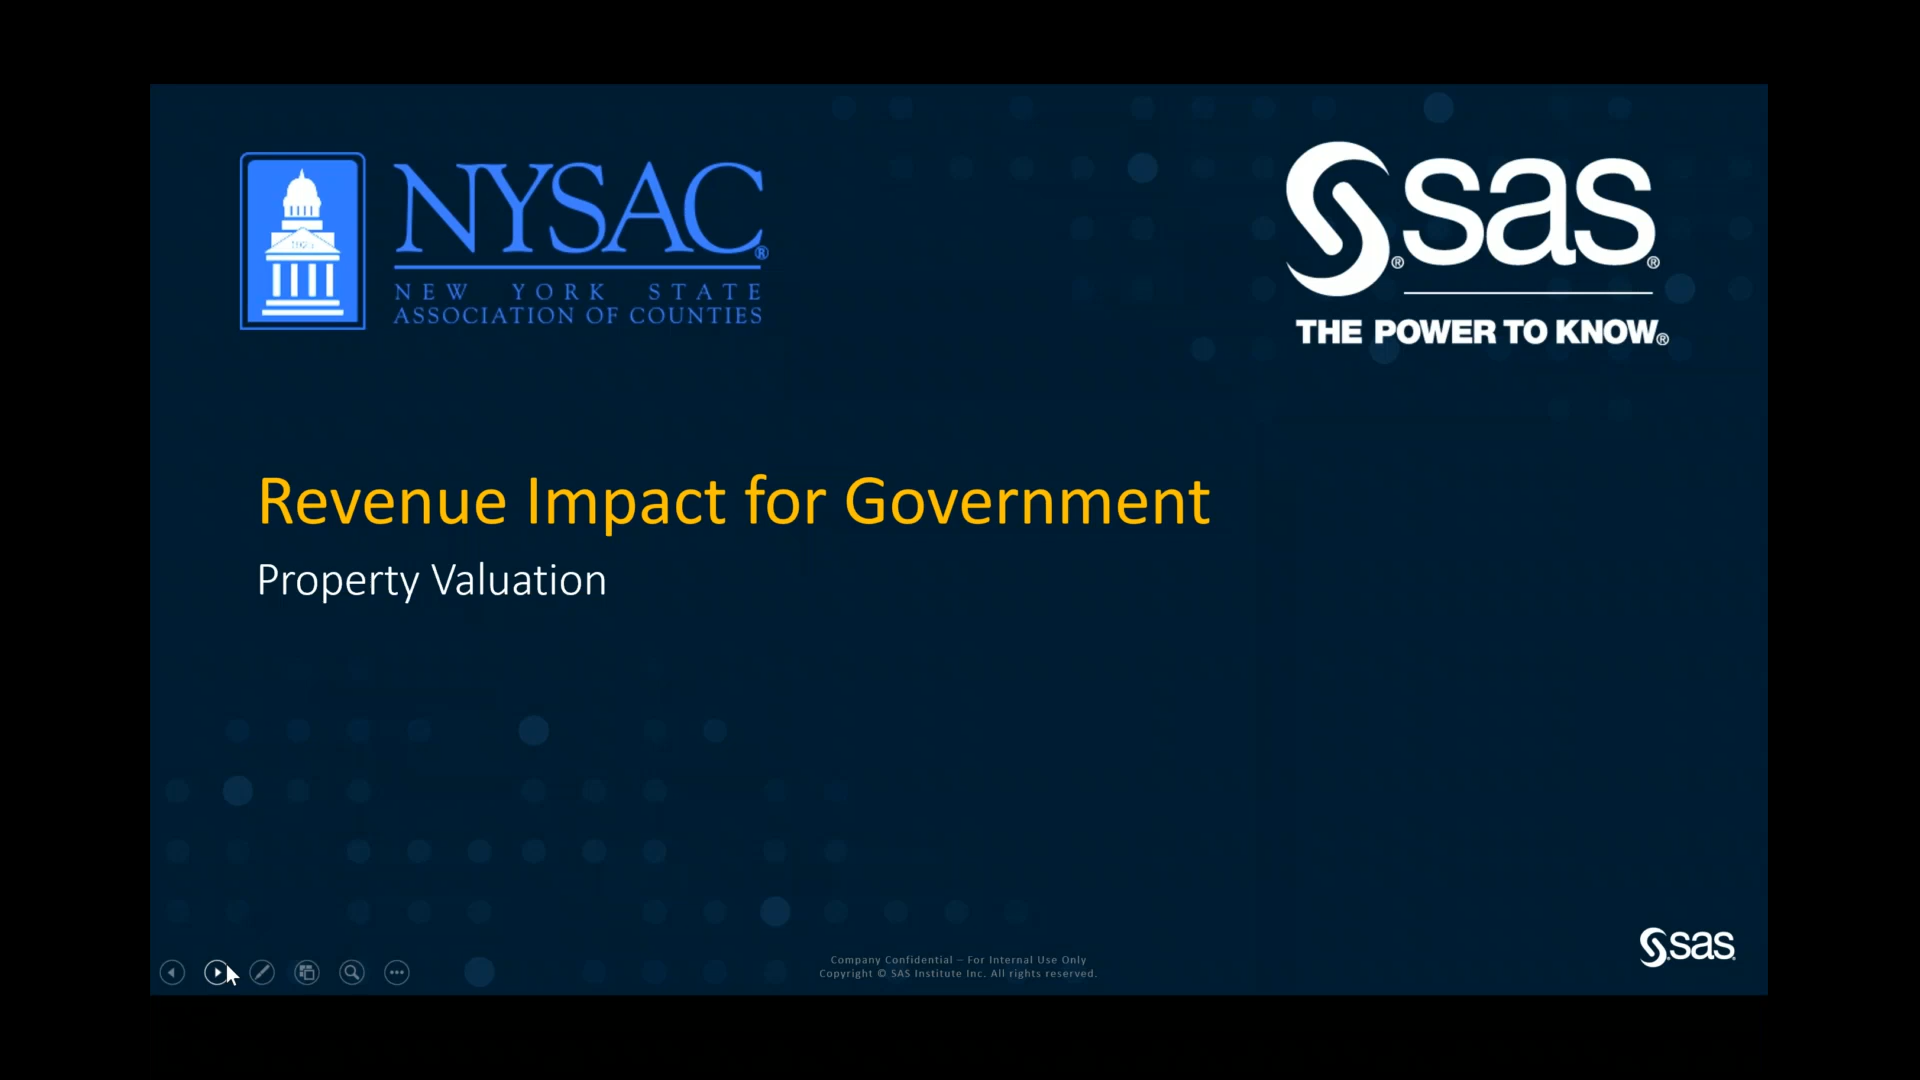 NYSAC®
NEW YORK STATE
ASSOCIATION OF COUNTIES
sas®
THE POWER TO KNOW®
Revenue Impact for Government
Property Valuation
Company Confidential – For Internal Use Only
Copyright © SAS Institute Inc. All rights reserved.
sas